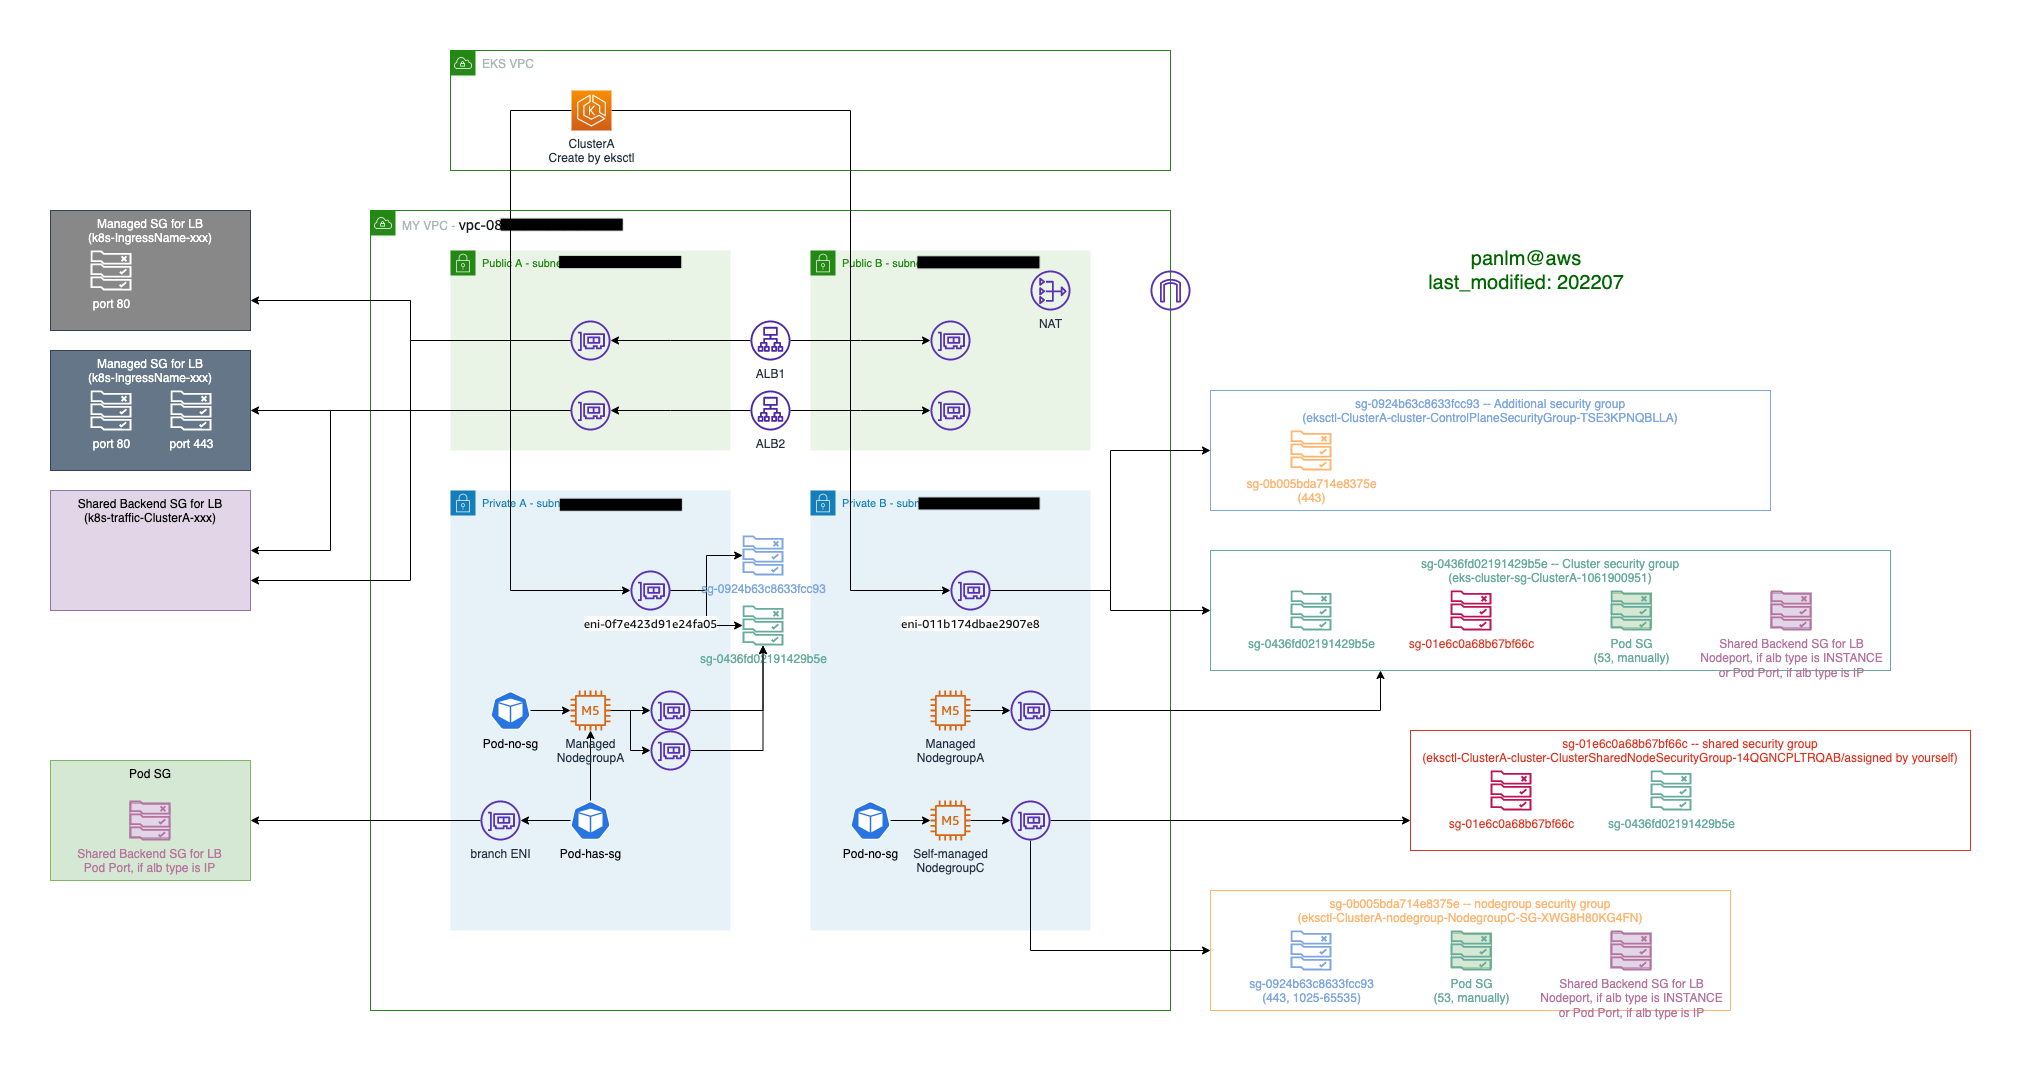 EKS VPC
ClusterA
Create by eksctl
MY VPC - vpc-08
Managed SG for LB
(k8s-IngressName-xxx)
port 80
Managed SG for LB
(k8s-IngressName-xxx)
port 80
port 443
Shared Backend SG for LB
(k8s-traffic-ClusterA-xxx)
Public A - subne
Public B - subn
NAT
ALB1
ALB2
panlm@aws
last_modified: 202207
Private A - subn
Private B - subn
sg-0924b63c8633fcc93
eni-0f7e423d91e24fa05
sg-0436fd02191429b5e
eni-011b174dbae2907e8
Pod-no-sg
M5
Managed
NodegroupA
M5
Managed
NodegroupA
branch ENI
Pod-has-sg
Pod-no-sg
M5
Self-managed
NodegroupC
Pod SG
Shared Backend SG for LB
Pod Port, if alb type is IP
sg-0924b63c8633fcc93 -- Additional security group
(eksctl-ClusterA-cluster-ControlPlaneSecurityGroup-TSE3KPNQBLLA)
sg-0b005bda714e8375e
(443)
sg-0436fd02191429b5e -- Cluster security group
(eks-cluster-sg-ClusterA-1061900951)
sg-0436fd02191429b5e
sg-01e6c0a68b67bf66c
Pod SG
(53, manually)
Shared Backend SG for LB
Nodeport, if alb type is INSTANCE
or Pod Port, if alb type is IP
sg-01e6c0a68b67bf66c -- shared security group
(eksctl-ClusterA-cluster-ClusterSharedNodeSecurityGroup-14QGNCPLTRQAB/assigned by yourself)
sg-01e6c0a68b67bf66c
sg-0436fd02191429b5e
sg-0b005bda714e8375e -- nodegroup security group
(eksctl-ClusterA-nodegroup-NodegroupC-SG-XWG8H80KG4FN)
sg-0924b63c8633fcc93
(443, 1025-65535)
Pod SG
(53, manually)
Shared Backend SG for LB
Nodeport, if alb type is INSTANCE
or Pod Port, if alb type is IP